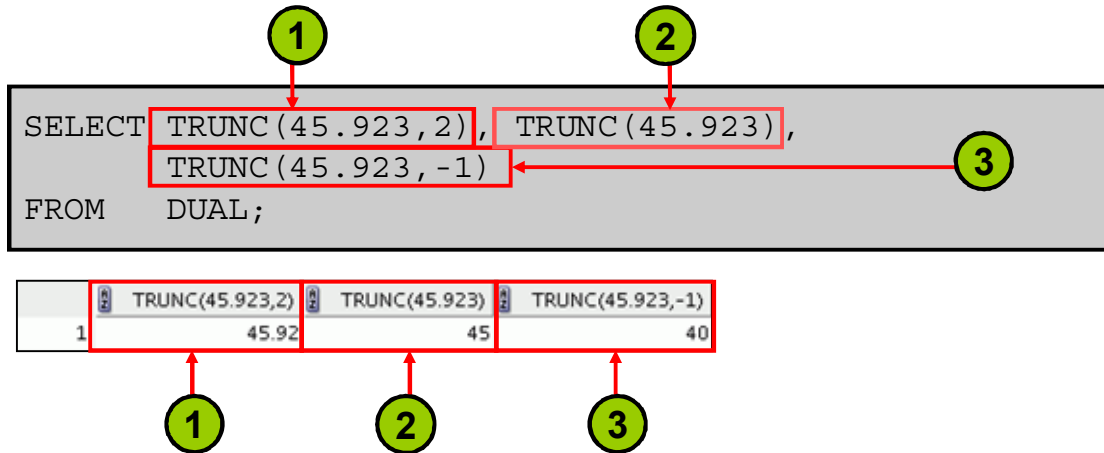 1 2
SELECT TRUNC(45.923,2), TRUNC(45.923),
TRUNC(45.923,-1) 3
FROM DUAL;
TRUNC(45.923,2) TRUNC(45.923) TRUNC(45.923,-1)
1 45.92 45 40
1 2 3